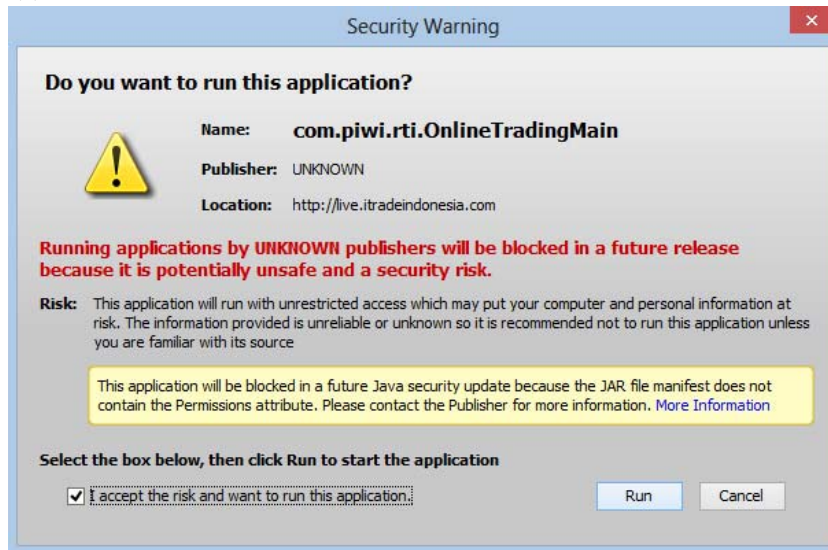 Security Warning
Do you want to run this application?
Name: com.piwi.rti.OnlineTradingMain
Publisher: UNKNOWN
Location: http://live.itradeindonesia.com
Running applications by UNKNOWN publishers will be blocked in a future release
because it is potentially unsafe and a security risk.
Risk: This application will run with unrestricted access which may put your computer and personal information at
risk. The information provided is unreliable or unknown so it is recommended not to run this application unless
you are familiar with its source
This application will be blocked in a future Java security update because the JAR file manifest does not
contain the Permissions attribute. Please contact the Publisher for more information. More Information
Select the box below, then click Run to start the application
I accept the risk and want to run this application.
Run Cancel